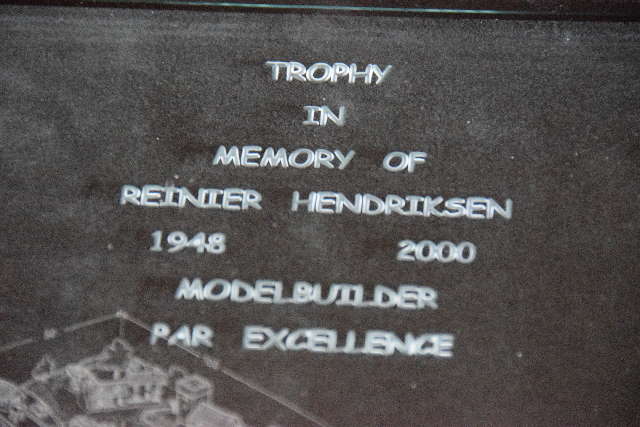 TROPHY
IN
MEMORY OF
REINIER HENDRIKSEN
1948 2000
MODELBUILDER
PAR EXCELLENCE